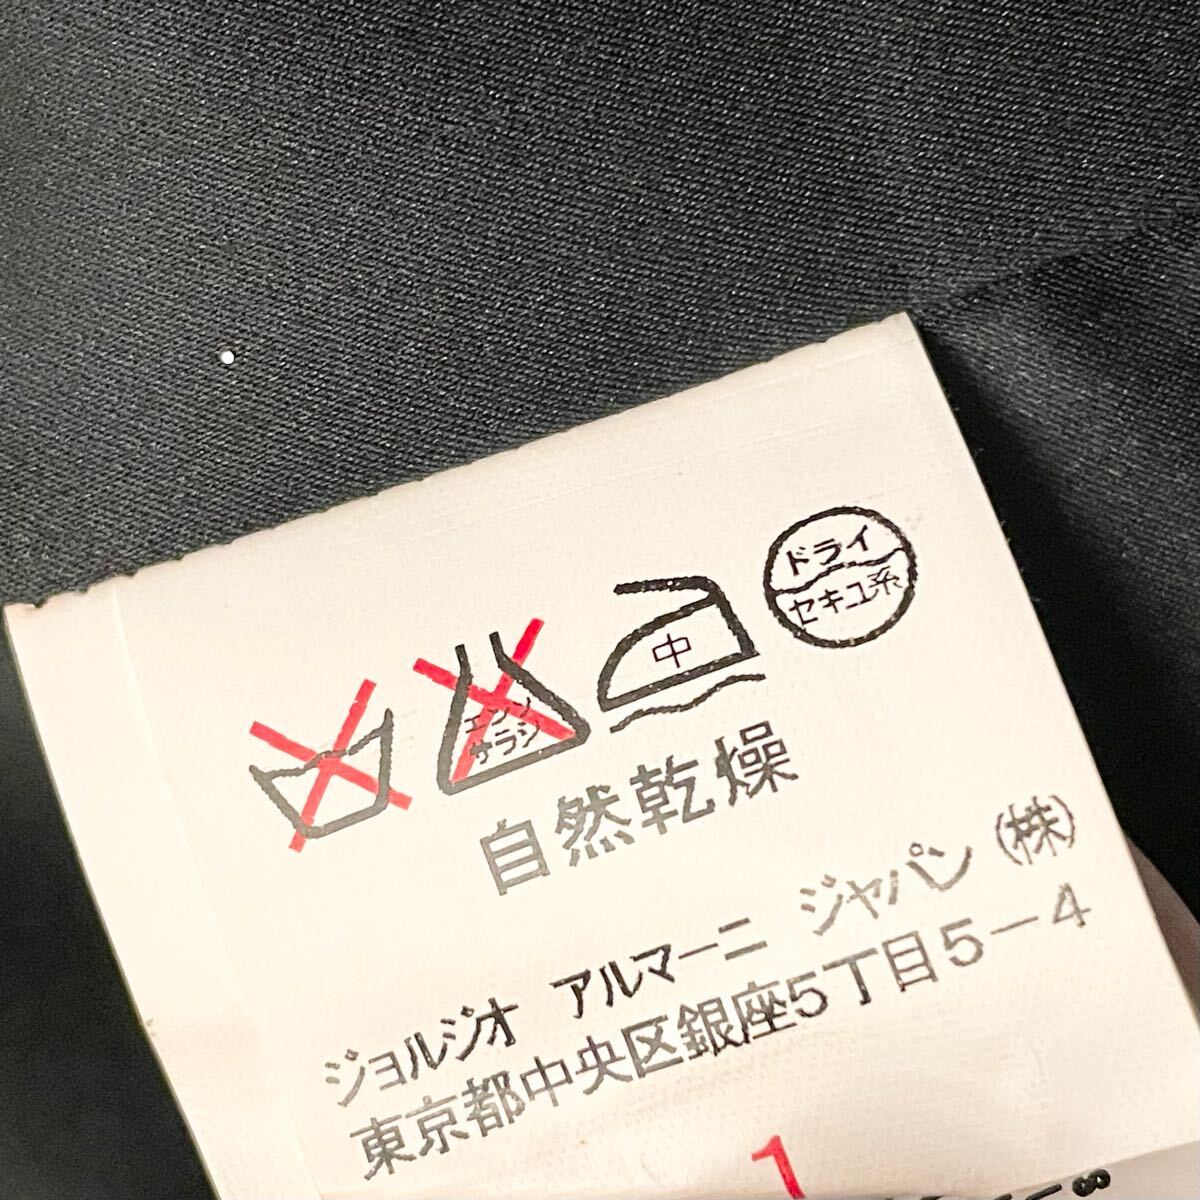 エンソ サラシ
中
ドライ
セキユ系
自然乾燥
ジョルジオ アルマーニ ジャパン(株)
東京都中央区銀座5丁目5-4
1